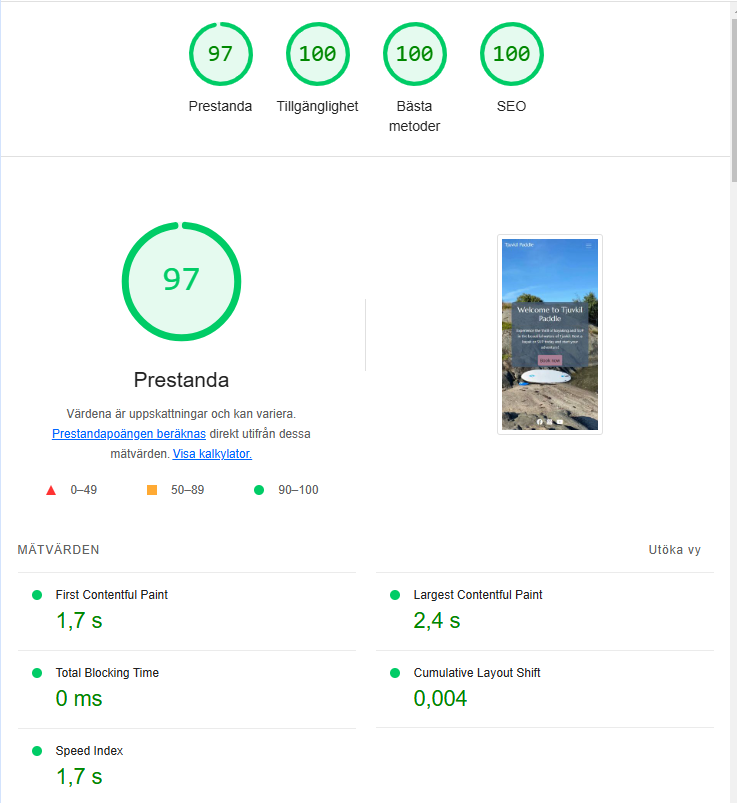 97
100
100
100
Prestanda
Tillgänglighet
Bästa
metoder
SEO
97
Prestanda
Värdena är uppskattningar och kan variera.
Prestandapoängen beräknas direkt utifrån dessa
mätvärden. Visa kalkylator.
0–49
50–89
90–100
Tjuvkil Paddle
Welcome to Tjuvkil
Paddle
MÄTVÄRDEN
Utöka vy
First Contentful Paint
1,7 s
Largest Contentful Paint
2,4 s
Total Blocking Time
0 ms
Cumulative Layout Shift
0,004
Speed Index
1,7 s